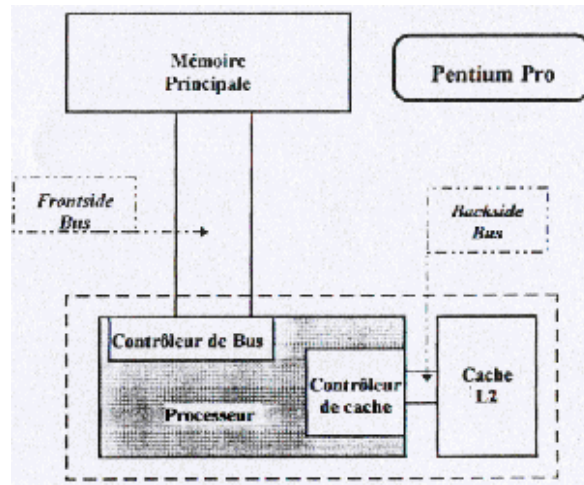 Mémoire
Principale
Pentium Pro
Frontside
Bus
Backside
Bus
Contrôleur de Bus
Contrôleur
de cache
Processeur
Cache
L2